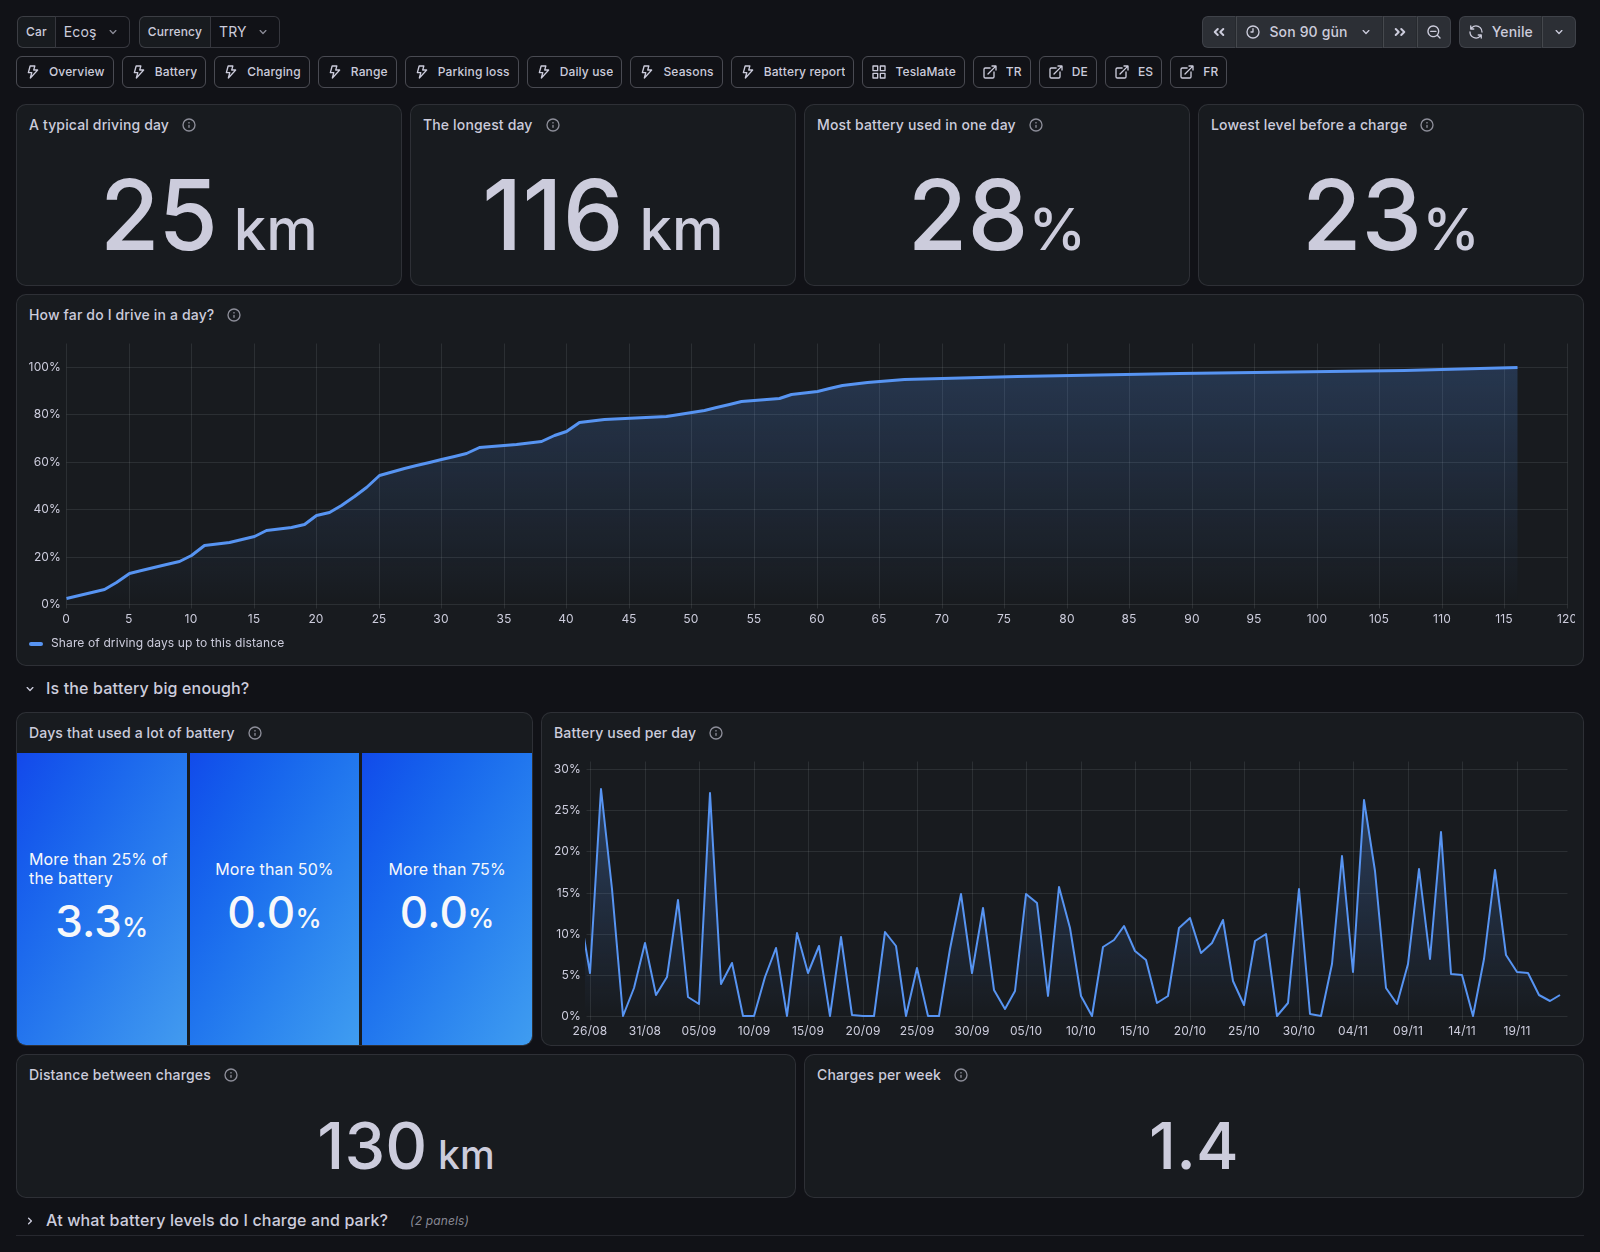 Car Ecoş Currency TRY Son 90 gün Yenile
Overview Battery Charging Range Parking loss Daily use Seasons Battery report TeslaMate TR DE ES FR
A typical driving day
25 km
The longest day
116 km
Most battery used in one day
28%
Lowest level before a charge
23%
How far do I drive in a day?
100%
80%
60%
40%
20%
0%
0 5 10 15 20 25 30 35 40 45 50 55 60 65 70 75 80 85 90 95 100 105 110 115 120
Share of driving days up to this distance
Is the battery big enough?
Days that used a lot of battery
More than 25% of
the battery
3.3%
More than 50%
0.0%
More than 75%
0.0%
Battery used per day
30%
25%
20%
15%
10%
5%
0%
26/08 31/08 05/09 10/09 15/09 20/09 25/09 30/09 05/10 10/10 15/10 20/10 25/10 30/10 04/11 09/11 14/11 19/11
Distance between charges
130 km
Charges per week
1.4
At what battery levels do I charge and park? (2 panels)